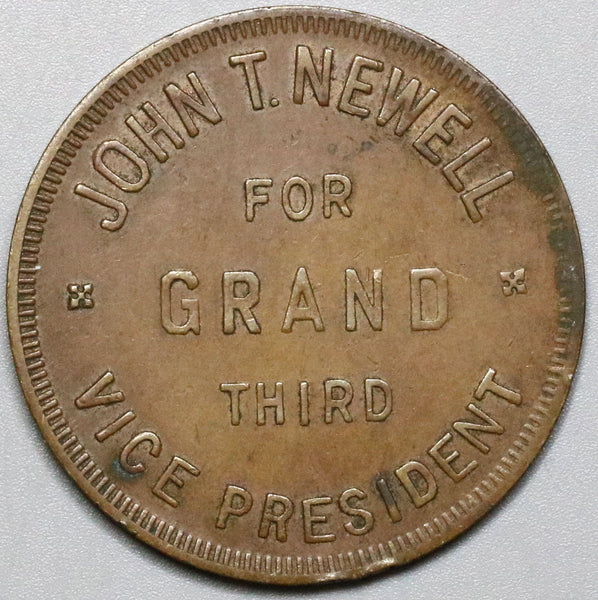 JOHN T. NEWELL
FOR
GRAND
THIRD
VICE PRESIDENT